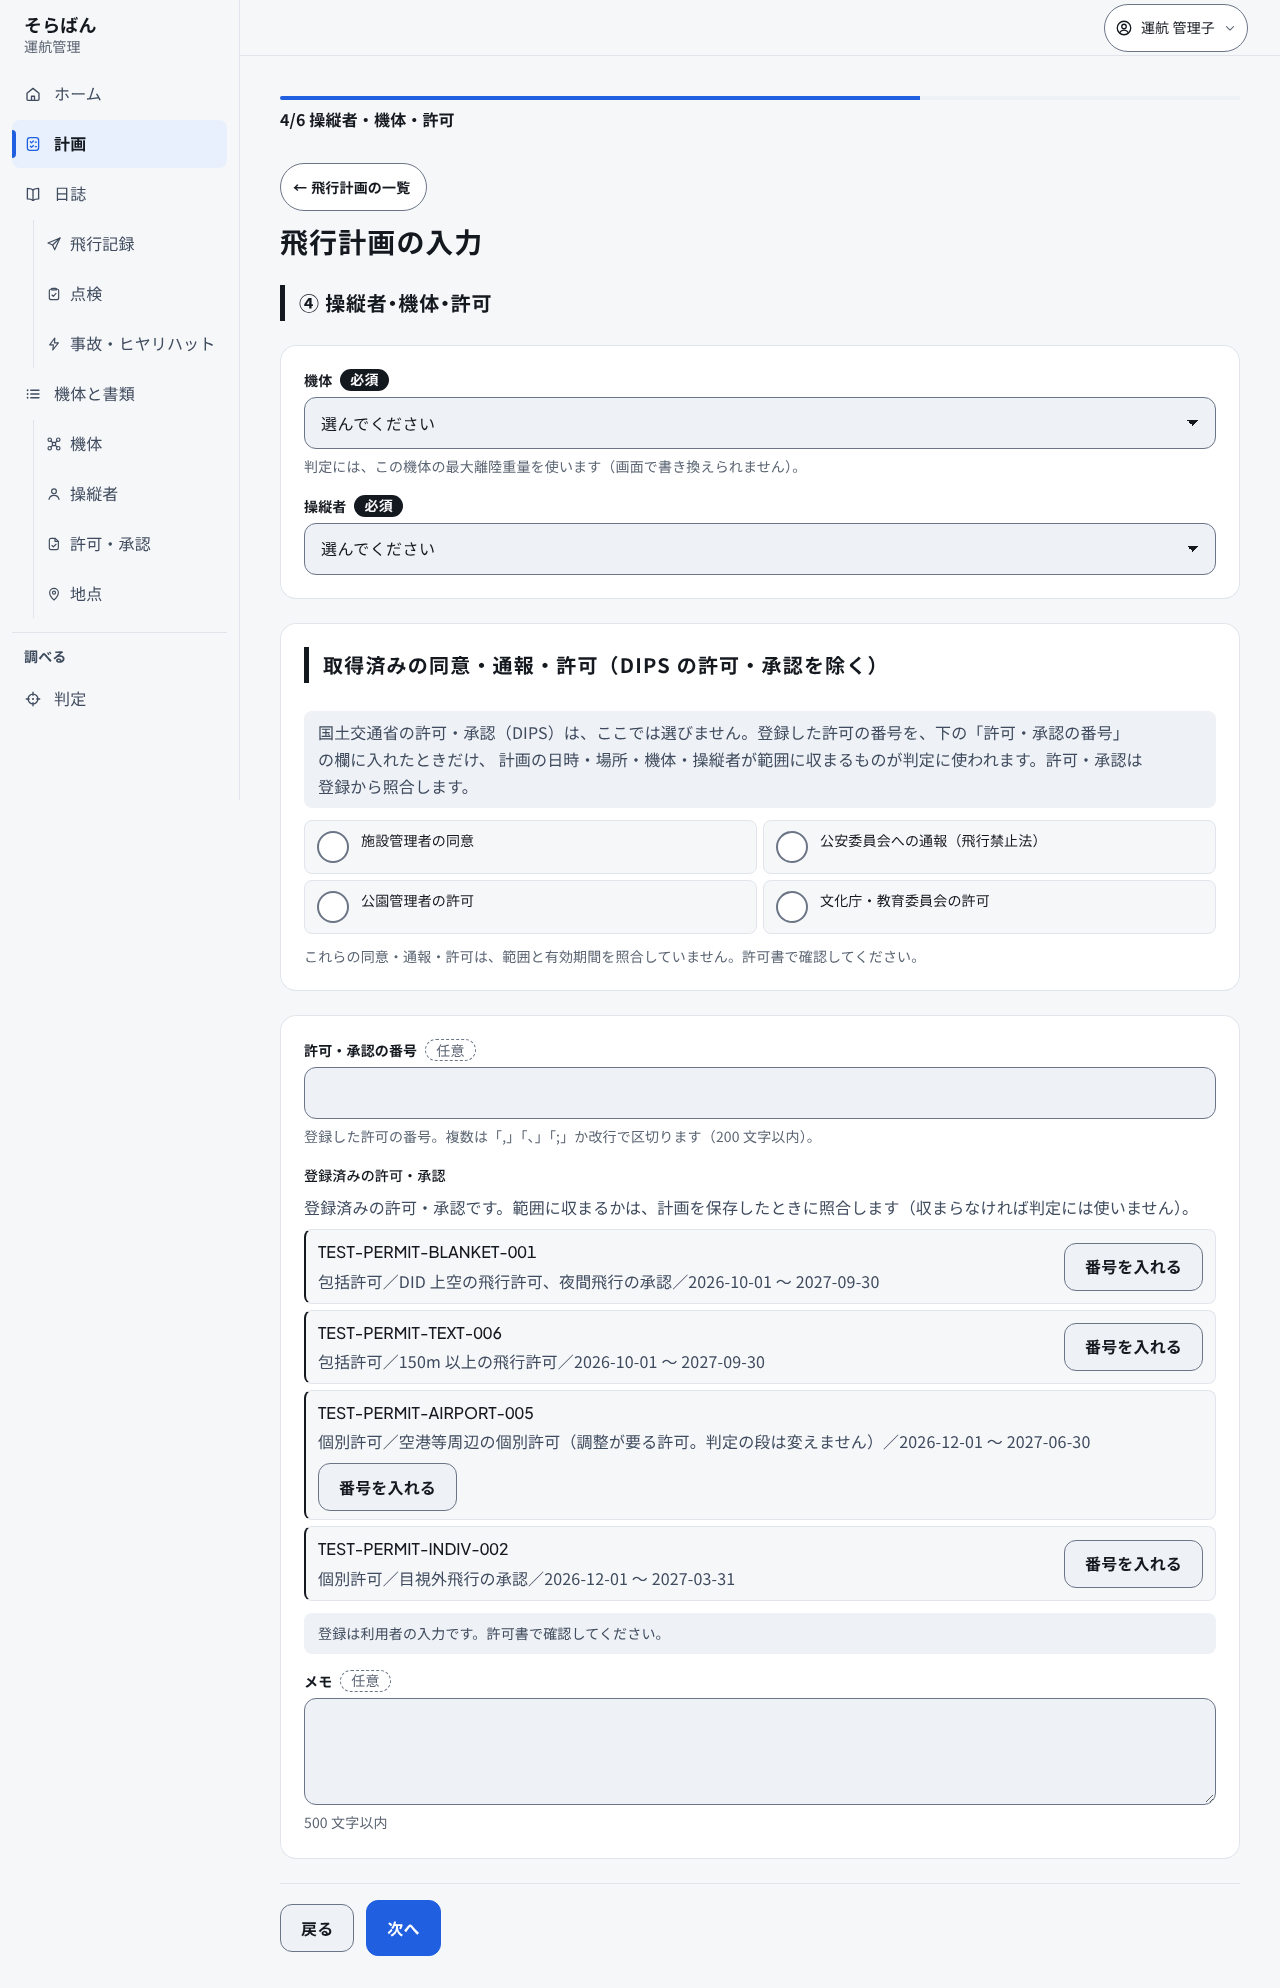 そらばん
運航管理
運航 管理子
ホーム
計画
日誌
飛行記録
点検
事故・ヒヤリハット
機体と書類
機体
操縦者
許可・承認
地点
調べる
判定
4/6 操縦者・機体・許可
← 飛行計画の一覧
飛行計画の入力
④ 操縦者・機体・許可
機体 必須
選んでください
判定には、この機体の最大離陸重量を使います（画面で書き換えられません）。
操縦者 必須
選んでください
取得済みの同意・通報・許可（DIPS の許可・承認を除く）
国土交通省の許可・承認（DIPS）は、ここでは選びません。登録した許可の番号を、下の「許可・承認の番号」
の欄に入れたときだけ、 計画の日時・場所・機体・操縦者が範囲に収まるものが判定に使われます。許可・承認は
登録から照合します。
施設管理者の同意
公安委員会への通報（飛行禁止法）
公園管理者の許可
文化庁・教育委員会の許可
これらの同意・通報・許可は、範囲と有効期間を照合していません。許可書で確認してください。
許可・承認の番号 任意
登録した許可の番号。複数は「,」「、」「;」か改行で区切ります（200 文字以内）。
登録済みの許可・承認
登録済みの許可・承認です。範囲に収まるかは、計画を保存したときに照合します（収まらなければ判定には使いません）。
TEST-PERMIT-BLANKET-001
包括許可／DID 上空の飛行許可、夜間飛行の承認／2026-10-01 〜 2027-09-30
番号を入れる
TEST-PERMIT-TEXT-006
包括許可／150m 以上の飛行許可／2026-10-01 〜 2027-09-30
番号を入れる
TEST-PERMIT-AIRPORT-005
個別許可／空港等周辺の個別許可（調整が要る許可。判定の段は変えません）／2026-12-01 〜 2027-06-30
番号を入れる
TEST-PERMIT-INDIV-002
個別許可／目視外飛行の承認／2026-12-01 〜 2027-03-31
番号を入れる
登録は利用者の入力です。許可書で確認してください。
メモ 任意
500 文字以内
戻る
次へ